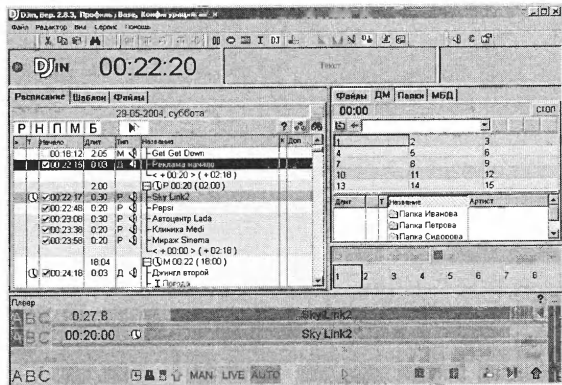 DJin, Вер. 2.8.3, Профиль: Base, Конфигурация
Файл Редактор Вид Сервис Помощь
DJIN 00:22:20 Текст
Расписание Шаблон Файлы
29-05-2004, суббота
Р Н П М Б
Т Начало Длит Тип Название К Доп
00:18:12 2:05 М Get Get Down
00:22:15 0:03 Д Реклама начало
< + 00:20 > ( + 02:18 )
2:00 Р 00:20 ( 02:00 )
00:22:17 0:30 Р Sky Link2
00:22:48 0:20 Р Pepsi
00:23:08 0:30 Р Автоцентр Lada
00:23:38 0:20 Р Клиника Medi
00:23:58 0:20 Р Мираж Sinema
< + 00:00 > ( + 02:18 )
18:04 М 00:22 ( 18:00 )
00:24:18 0:03 Д Джингл второй
Погода
Файлы ДМ Папки МБД
00:00 СТОП
1 2 3
4 5 6
7 8 9
10 11 12
13 14 15
Длит Т Название Артист
Папка Иванова
Папка Петрова
Папка Сидорова
1 2 3 4 5 6 7 8
Плеер
ABC 0:27.8 Sky Link2
ABC 00:20:00 Sky Link2
ABC MAN LIVE AUTO